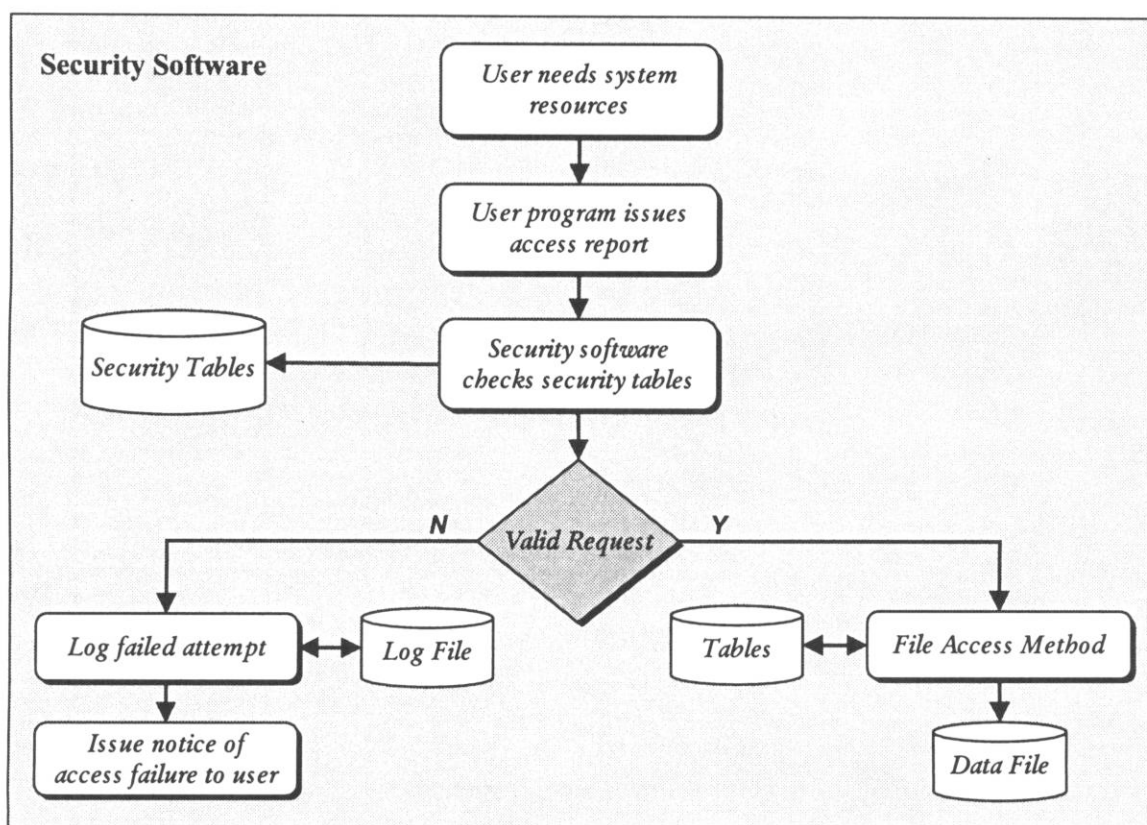 Security Software
User needs system
resources
User program issues
access report
Security software
checks security tables
Security Tables
Valid Request
N
Y
Log failed attempt
Log File
Tables
File Access Method
Issue notice of
access failure to user
Data File